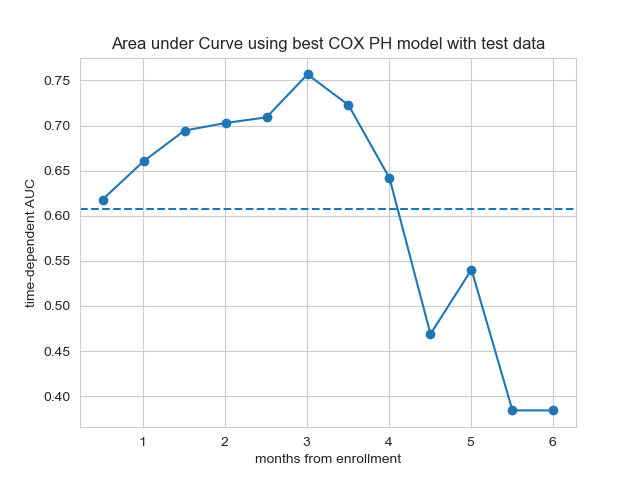 Area under Curve using best COX PH model with test data
time-dependent AUC
0.75
0.70
0.65
0.60
0.55
0.50
0.45
0.40
1 2 3 4 5 6
months from enrollment